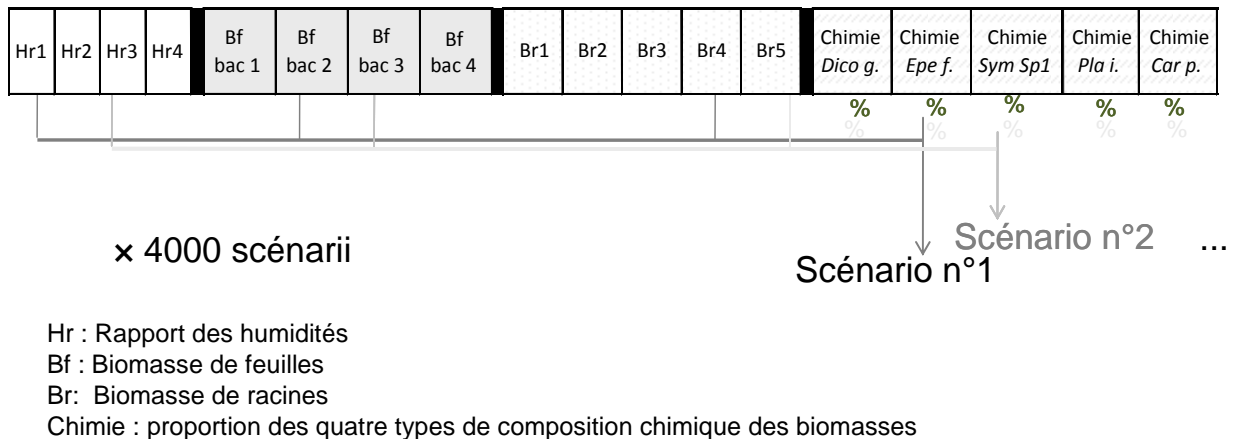 Hr1 Hr2 Hr3 Hr4 Bf bac 1 Bf bac 2 Bf bac 3 Bf bac 4 Br1 Br2 Br3 Br4 Br5 Chimie Dico g. Chimie Epe f. Chimie Sym Sp1 Chimie Pla i. Chimie Car p.
% % % % %
% % % % %
× 4000 scénarii
Scénario n°2 ...
Scénario n°1
Hr : Rapport des humidités
Bf : Biomasse de feuilles
Br: Biomasse de racines
Chimie : proportion des quatre types de composition chimique des biomasses